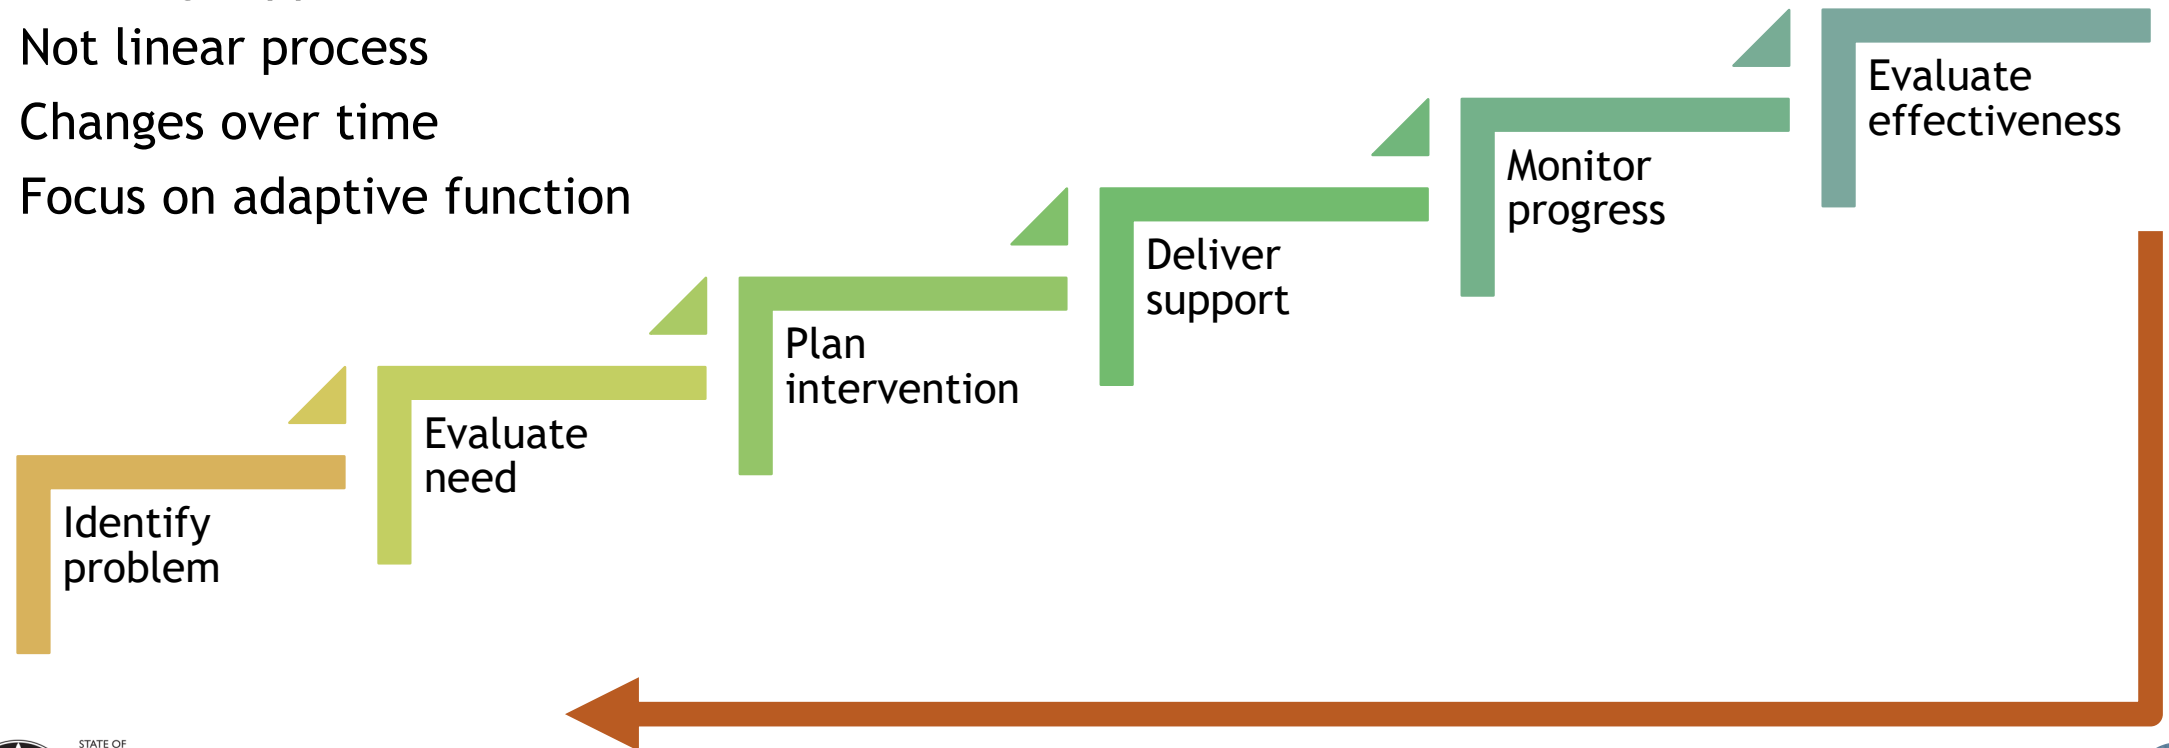 Not linear process
Changes over time
Focus on adaptive function
Evaluate
effectiveness
Monitor
progress
Deliver
support
Plan
intervention
Evaluate
need
Identify
problem
STATE OF